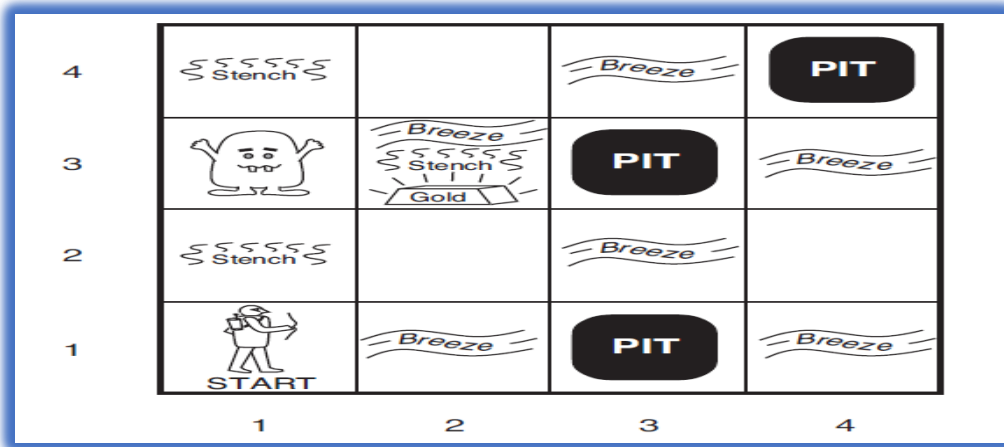 4 Stench Breeze PIT
Breeze
3 Stench PIT Breeze
Gold
2 Stench Breeze
1 START Breeze PIT Breeze
1 2 3 4